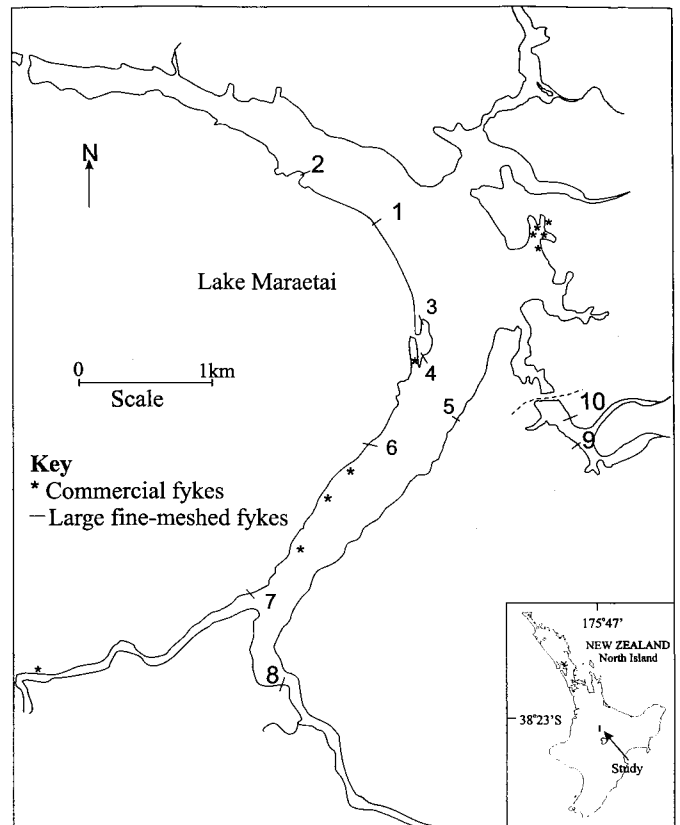 N
2
1
Lake Maraetai
3
0 1km
Scale
4
5
10
6
9
Key
* Commercial fykes
— Large fine-meshed fykes
7
8
175°47'
NEW ZEALAND
North Island
38°23'S
Study